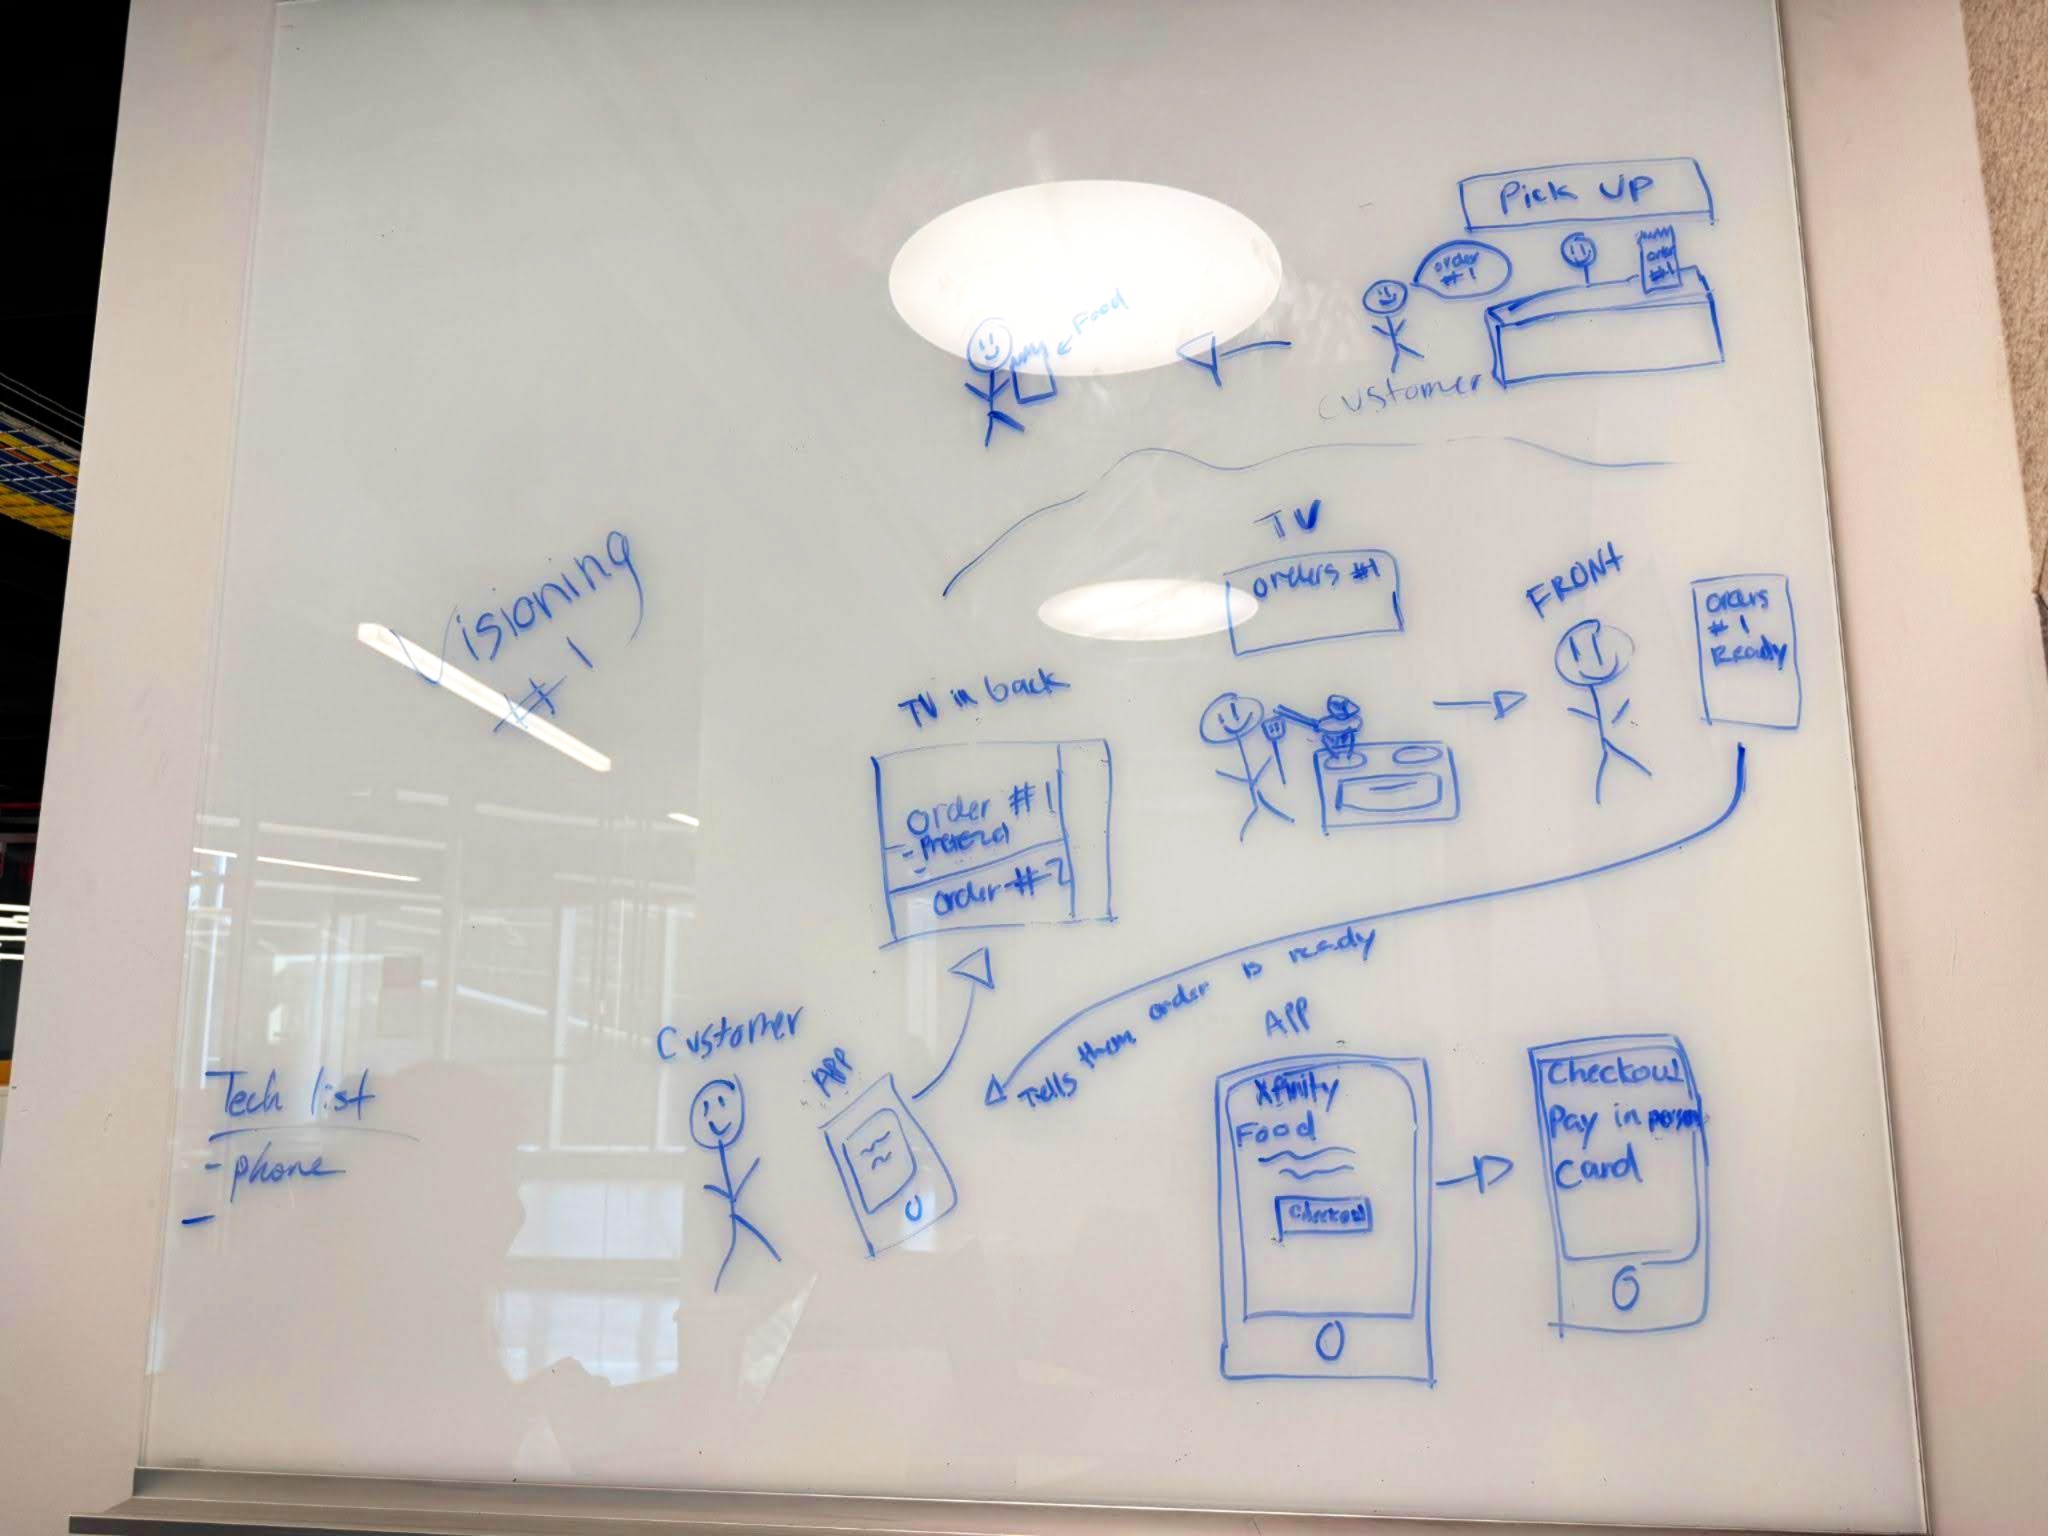 Pick UP
order
#1
order
#1
Food
customer
Visioning
#1
TV
orders #1
FRONt
orders
#1
Ready
TV in back
order #1
- Pretezel
-
order #2
Tells them order is ready
Customer
APP
APP
Xfinity
Food
Checkout
Checkout
Pay in person
Card
Tech list
- phone
-